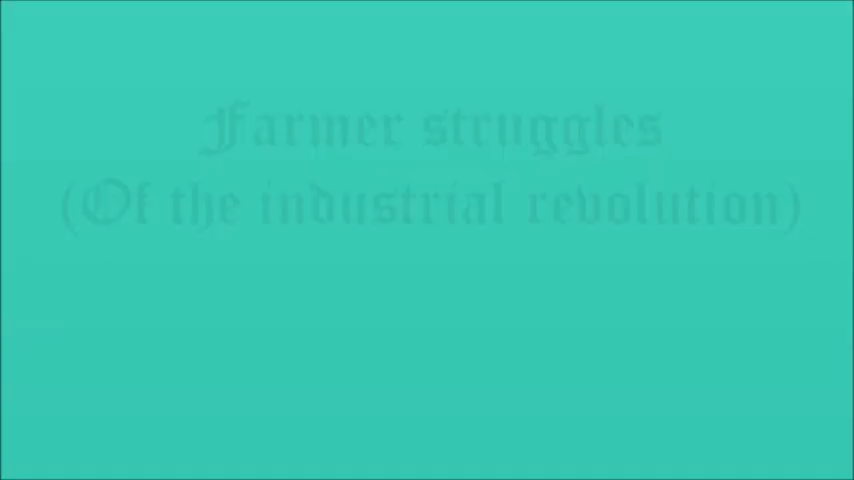 Farmer struggles
(Of the industrial revolution)